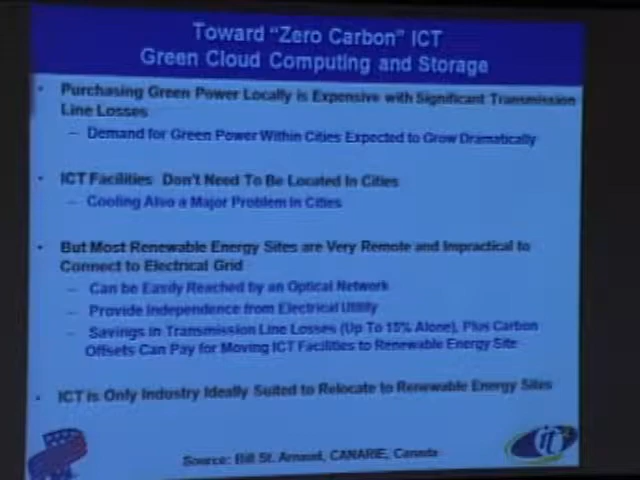 Toward "Zero Carbon" ICT
Green Cloud Computing and Storage
• Purchasing Green Power Locally is Expensive with Significant Transmission
Line Losses
– Demand for Green Power Within Cities Expected to Grow Dramatically
• ICT Facilities Don't Need To Be Located In Cities
– Cooling Also a Major Problem In Cities
• But Most Renewable Energy Sites are Very Remote and Impractical to
Connect to Electrical Grid
– Can be Easily Reached by an Optical Network
– Provide Independence from Electrical Utility
– Savings in Transmission Line Losses (Up To 15% Alone), Plus Carbon
Offsets Can Pay for Moving ICT Facilities to Renewable Energy Site
• ICT is Only Industry Ideally Suited to Relocate to Renewable Energy Sites
Source: Bill St. Arnaud, CANARIE, Canada